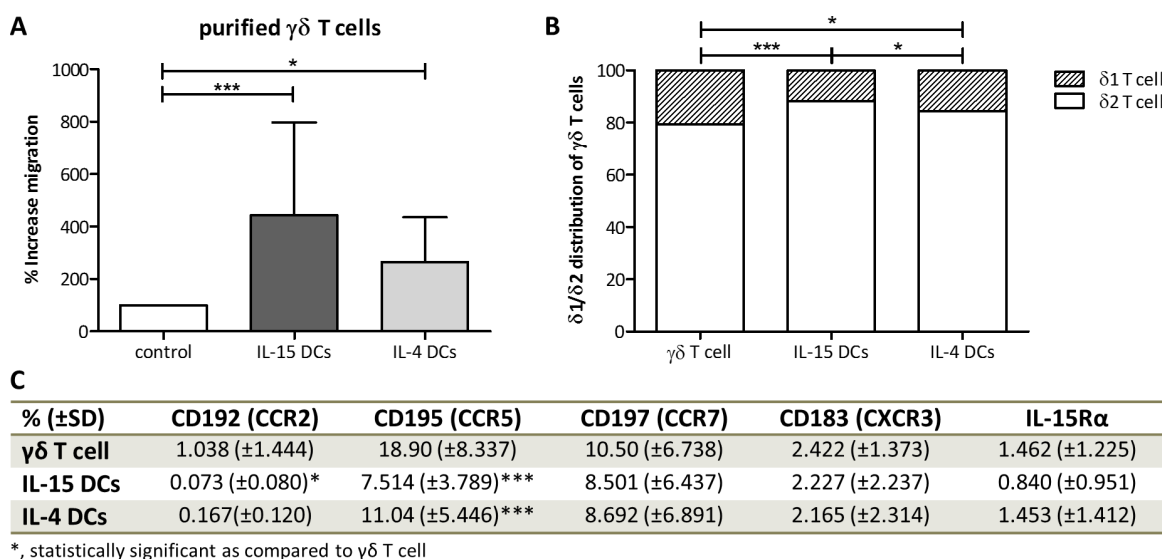 A
purified γδ T cells
% Increase migration
1000
800
600
400
200
0
***
*
control
IL-15 DCs
IL-4 DCs
B
δ1/δ2 distribution of γδ T cells
100
80
60
40
20
0
*
***
*
γδ T cell
IL-15 DCs
IL-4 DCs
δ1 T cell
δ2 T cell
C
% (±SD) CD192 (CCR2) CD195 (CCR5) CD197 (CCR7) CD183 (CXCR3) IL-15Rα
γδ T cell 1.038 (±1.444) 18.90 (±8.337) 10.50 (±6.738) 2.422 (±1.373) 1.462 (±1.225)
IL-15 DCs 0.073 (±0.080)* 7.514 (±3.789)*** 8.501 (±6.437) 2.227 (±2.237) 0.840 (±0.951)
IL-4 DCs 0.167(±0.120) 11.04 (±5.446)*** 8.692 (±6.891) 2.165 (±2.314) 1.453 (±1.412)
*, statistically significant as compared to γδ T cell